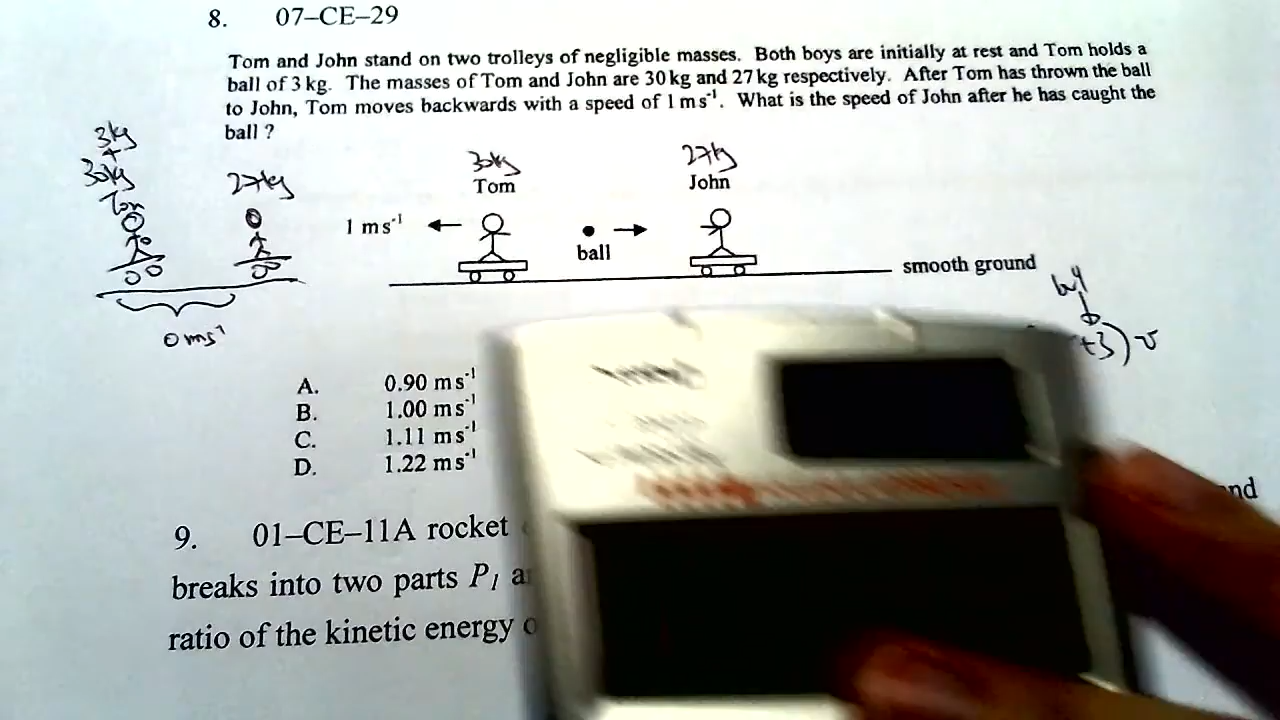 8. 07–CE–29
Tom and John stand on two trolleys of negligible masses. Both boys are initially at rest and Tom holds a
ball of 3 kg. The masses of Tom and John are 30 kg and 27 kg respectively. After Tom has thrown the ball
to John, Tom moves backwards with a speed of 1 m s⁻¹. What is the speed of John after he has caught the
ball ?
3kg
+
30kg
Tom
27kg
0 ms⁻¹
30kg
Tom
27kg
John
1 m s⁻¹
ball
smooth ground
+3) v
A. 0.90 m s⁻¹
B. 1.00 m s⁻¹
C. 1.11 m s⁻¹
D. 1.22 m s⁻¹
nd
9. 01–CE–11A rocket
breaks into two parts P₁
ratio of the kinetic energy